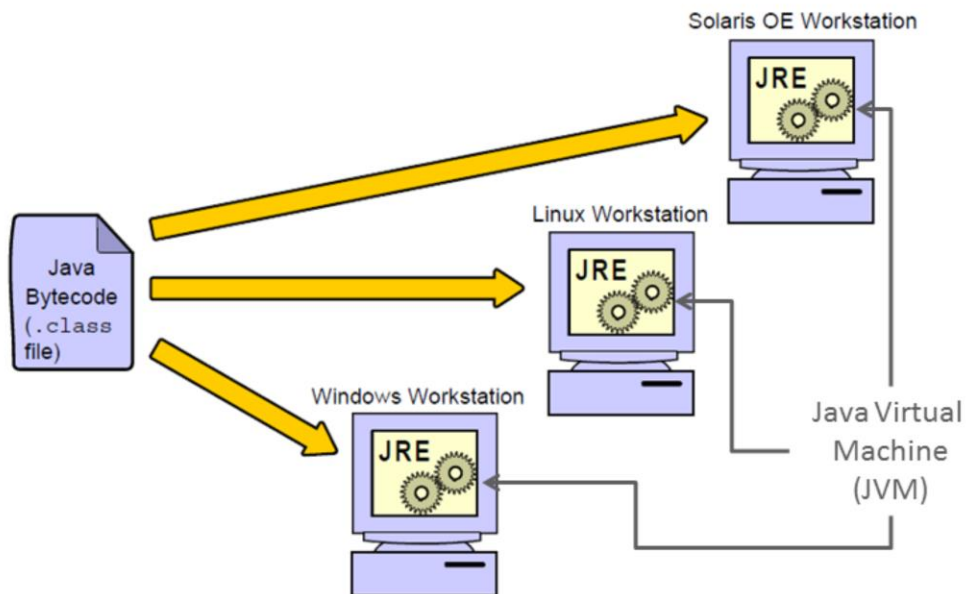 Solaris OE Workstation
JRE
Linux Workstation
JRE
Java
Bytecode
(.class
file)
Windows Workstation
JRE
Java Virtual
Machine
(JVM)